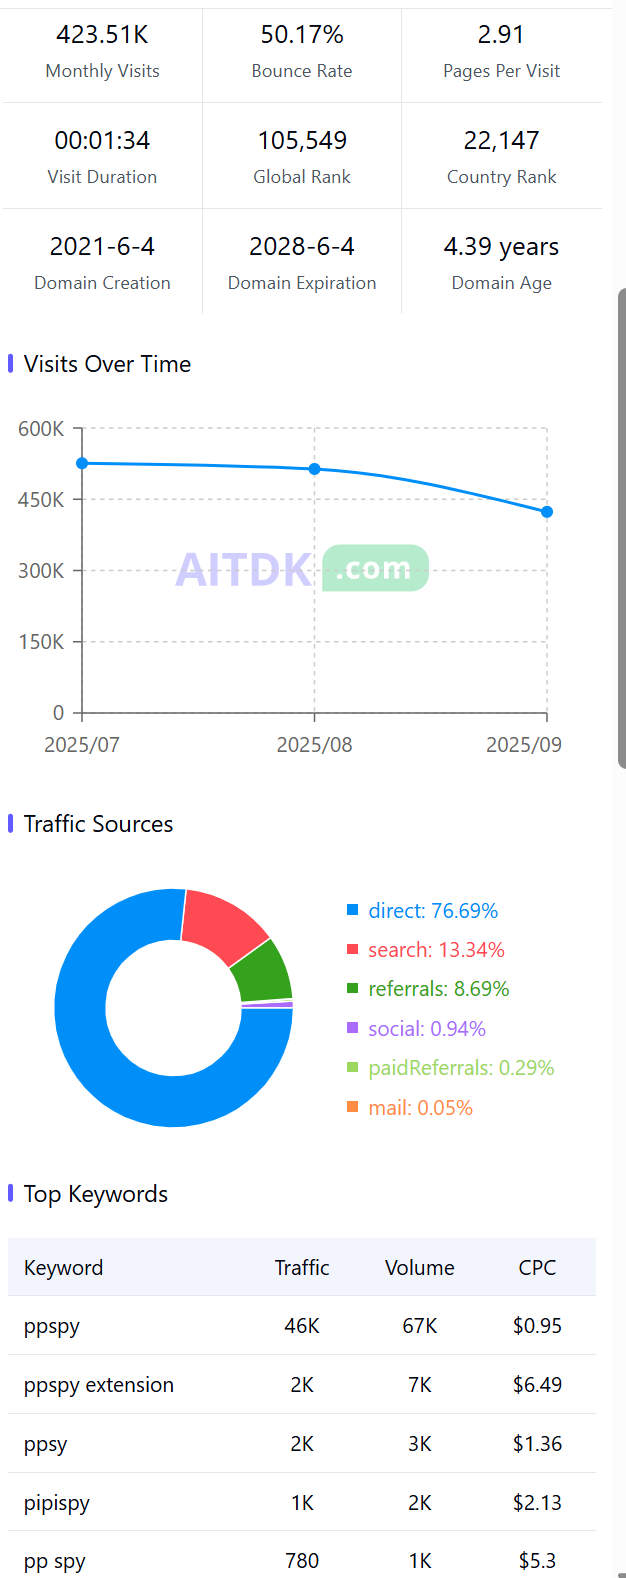 423.51K 50.17% 2.91
Monthly Visits Bounce Rate Pages Per Visit
00:01:34 105,549 22,147
Visit Duration Global Rank Country Rank
2021-6-4 2028-6-4 4.39 years
Domain Creation Domain Expiration Domain Age
Visits Over Time
600K
450K
300K
AITDK .com
150K
0
2025/07 2025/08 2025/09
Traffic Sources
direct: 76.69%
search: 13.34%
referrals: 8.69%
social: 0.94%
paidReferrals: 0.29%
mail: 0.05%
Top Keywords
Keyword Traffic Volume CPC
ppspy 46K 67K $0.95
ppspy extension 2K 7K $6.49
ppsy 2K 3K $1.36
pipispy 1K 2K $2.13
pp spy 780 1K $5.3